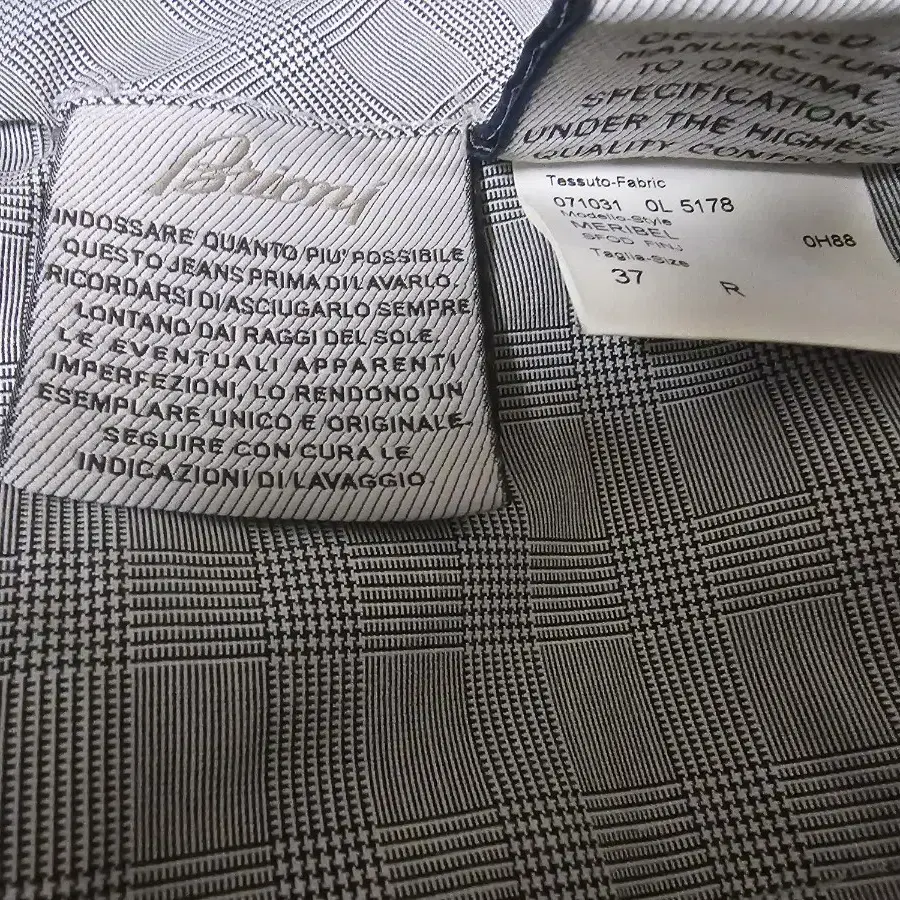 Brioni
INDOSSARE QUANTO PIU' POSSIBILE
QUESTO JEANS PRIMA DI LAVARLO.
RICORDARSI DI ASCIUGARLO SEMPRE
LONTANO DAI RAGGI DEL SOLE.
LE EVENTUALI APPARENTI
IMPERFEZIONI, LO RENDONO UN
ESEMPLARE UNICO E ORIGINALE.
SEGUIRE CON CURA LE
INDICAZIONI DI LAVAGGIO.
DESIGNED
MANUFACTUR
TO ORIGINAL
SPECIFICATIONS
UNDER THE HIGHEST
QUALITY CONTROL
Tessuto-Fabric
071031 0L 5178
Modello-Style
MERIBEL
0H88
Taglia-Size
37 R